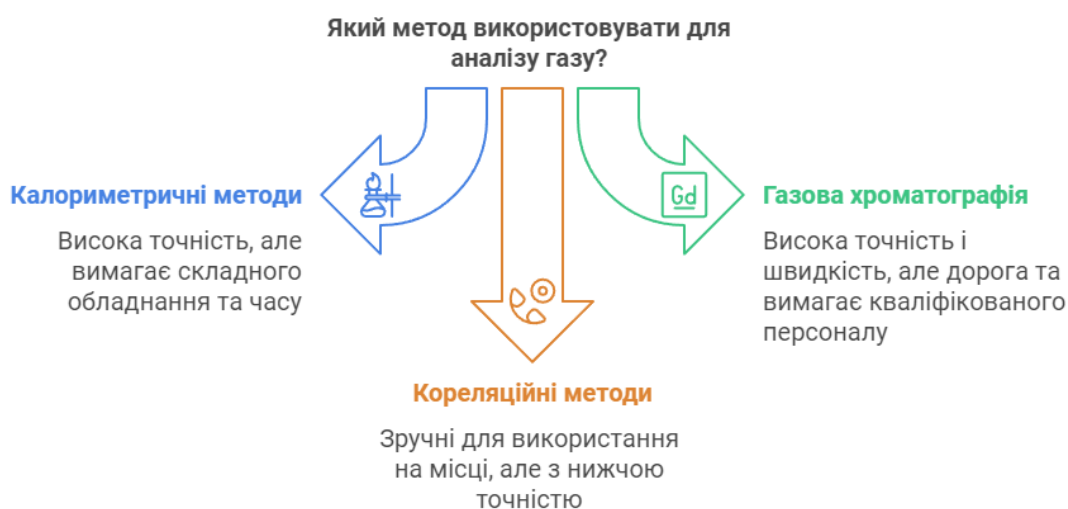 Який метод використовувати для
аналізу газу?
Калориметричні методи
Висока точність, але
вимагає складного
обладнання та часу
Gd
Газова хроматографія
Висока точність і
швидкість, але дорога та
вимагає кваліфікованого
персоналу
Кореляційні методи
Зручні для використання
на місці, але з нижчою
точністю